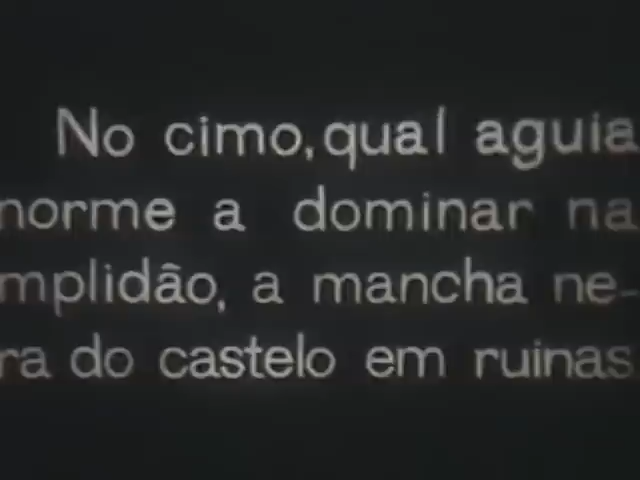 No cimo, qual aguia
norme a dominar na
mplidão, a mancha ne-
ra do castelo em ruinas